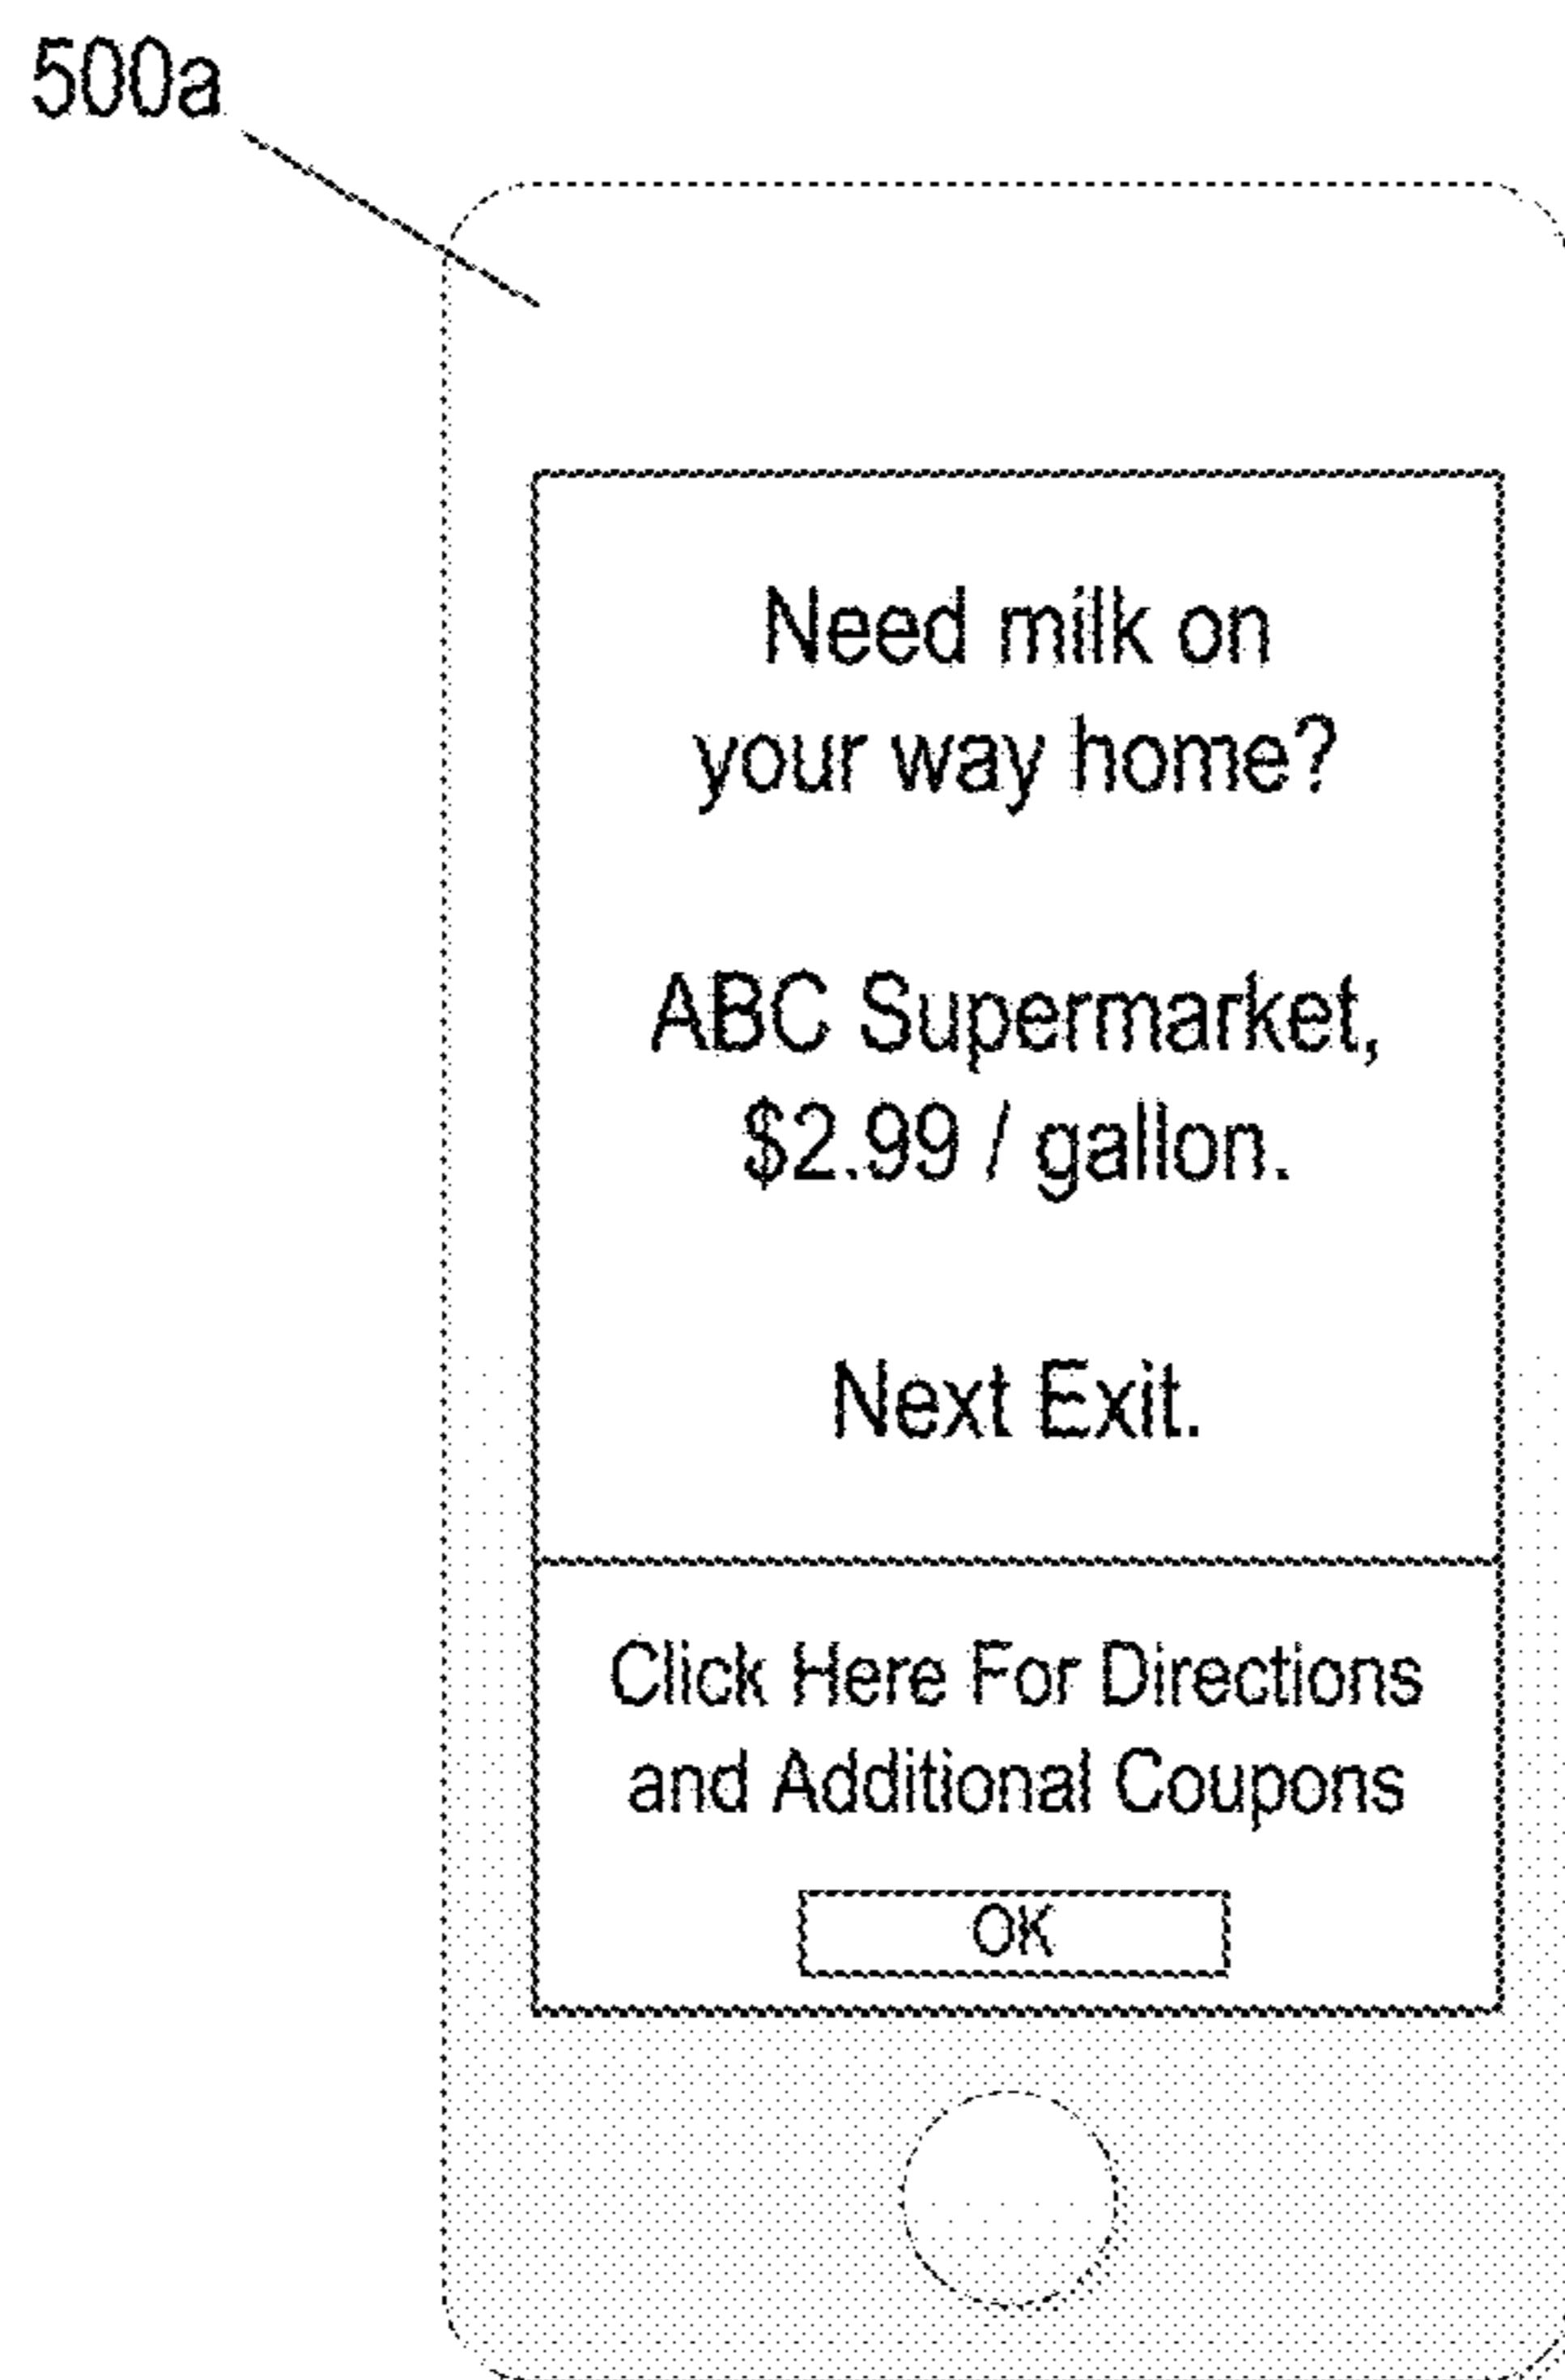 500a
Need milk on
your way home?
ABC Supermarket,
$2.99 / gallon.
Next Exit.
Click Here For Directions
and Additional Coupons
OK